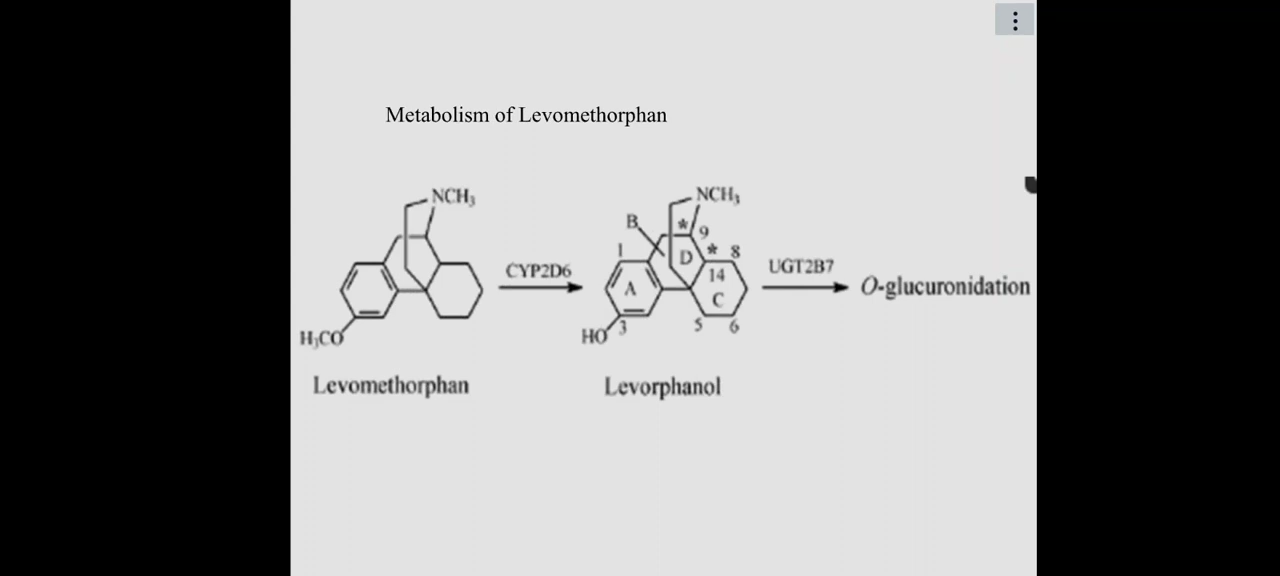 Metabolism of Levomethorphan
NCH₃
H₃CO
Levomethorphan
CYP2D6
NCH₃
B
*
9
1
D
*
8
14
A
C
3
5
6
HO
Levorphanol
UGT2B7
O-glucuronidation